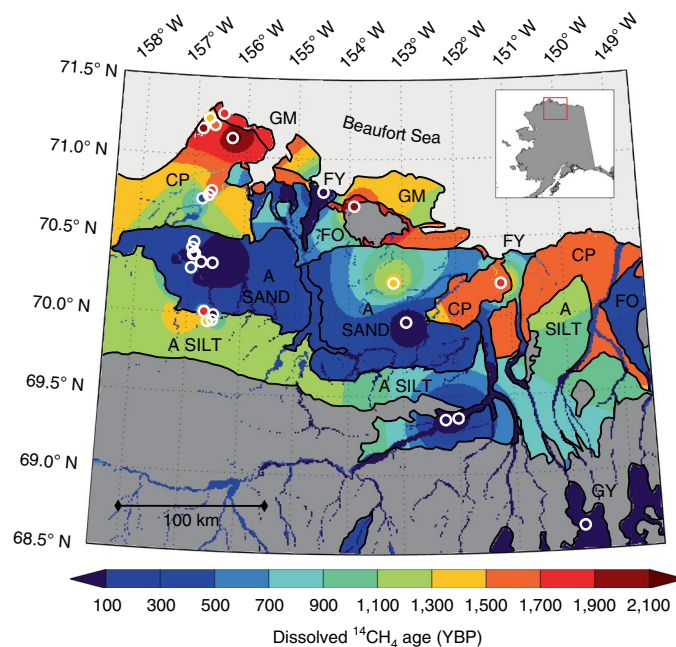 158° W 157° W 156° W 155° W 154° W 153° W 152° W 151° W 150° W 149° W
71.5° N
GM
Beaufort Sea
71.0° N
CP
FY
GM
70.5° N
FO
FY
CP
A
SAND
A
SAND
CP
A
SILT
FO
70.0° N
A SILT
A SILT
69.5° N
69.0° N
GY
100 km
68.5° N
100 300 500 700 900 1,100 1,300 1,500 1,700 1,900 2,100
Dissolved ¹⁴CH₄ age (YBP)